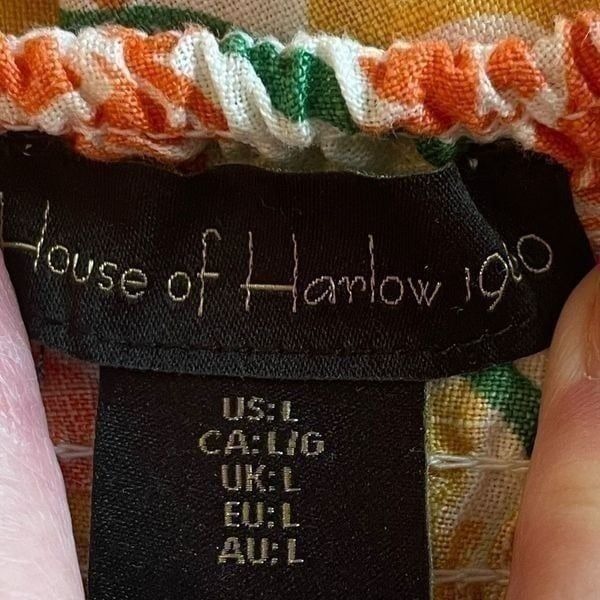 House of Harlow 1960
US: L
CA: L/G
UK: L
EU: L
AU: L